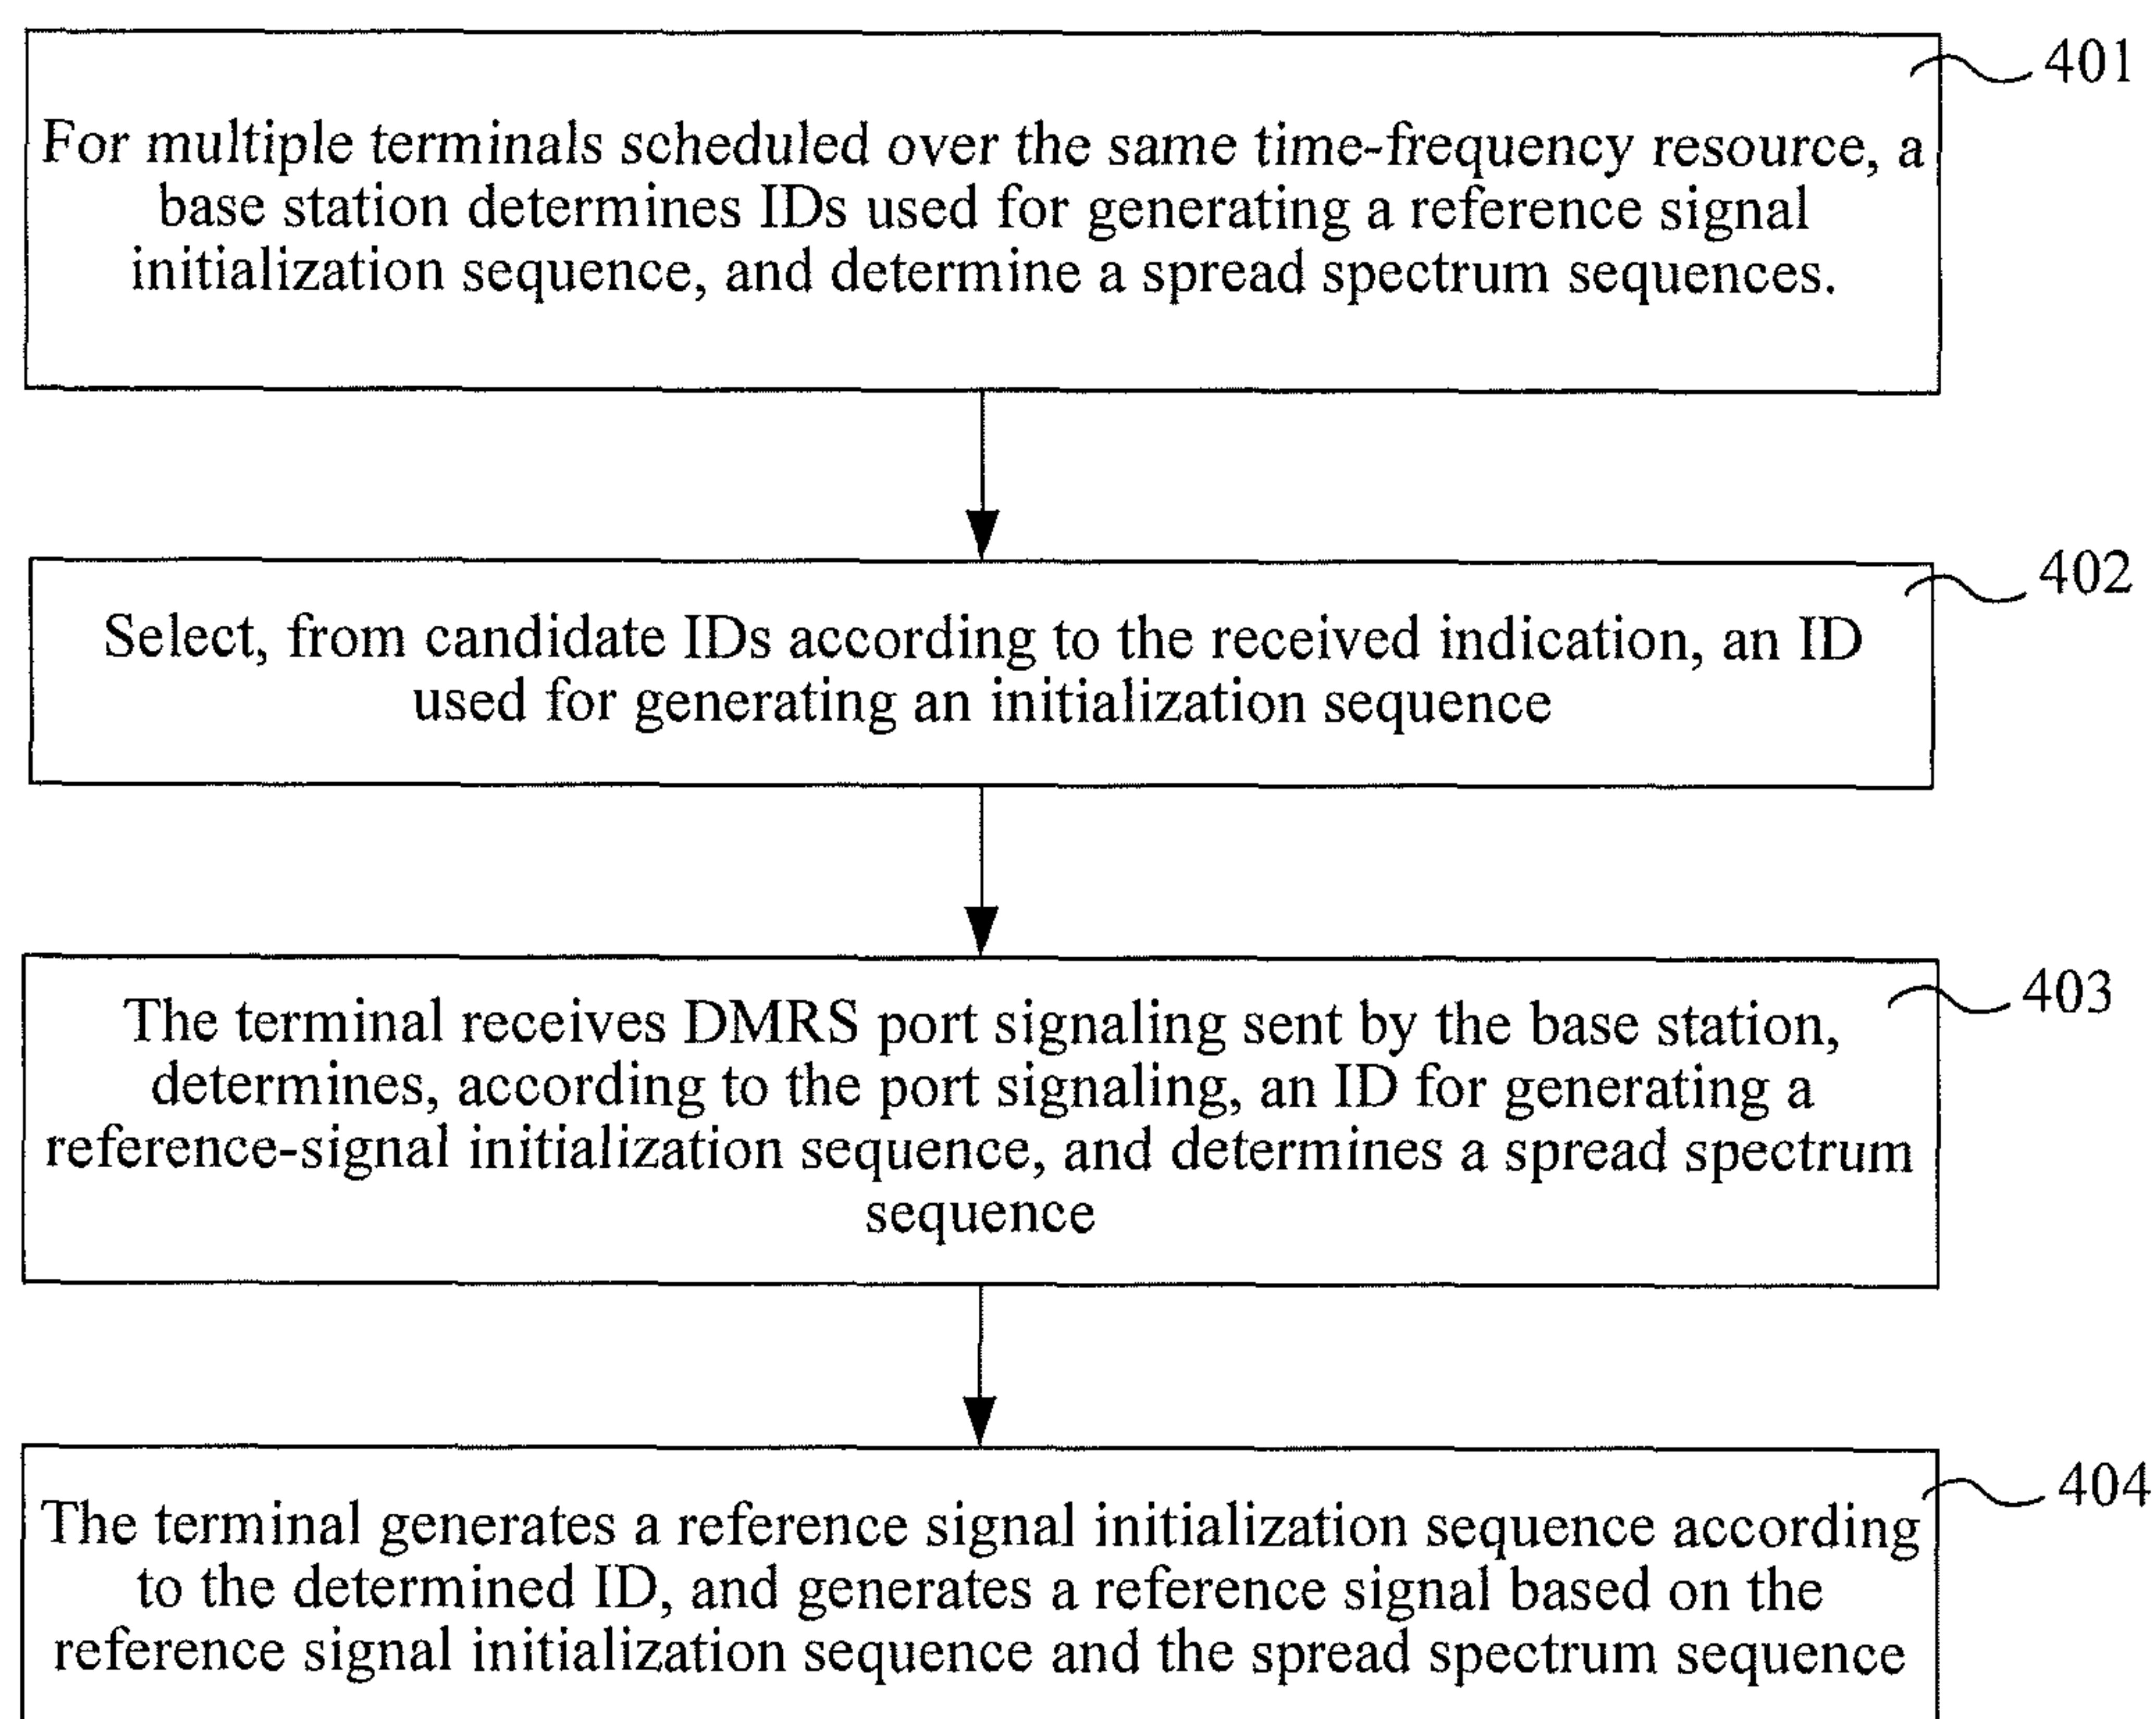 401
For multiple terminals scheduled over the same time-frequency resource, a
base station determines IDs used for generating a reference signal
initialization sequence, and determine a spread spectrum sequences.
402
Select, from candidate IDs according to the received indication, an ID
used for generating an initialization sequence
403
The terminal receives DMRS port signaling sent by the base station,
determines, according to the port signaling, an ID for generating a
reference-signal initialization sequence, and determines a spread spectrum
sequence
404
The terminal generates a reference signal initialization sequence according
to the determined ID, and generates a reference signal based on the
reference signal initialization sequence and the spread spectrum sequence